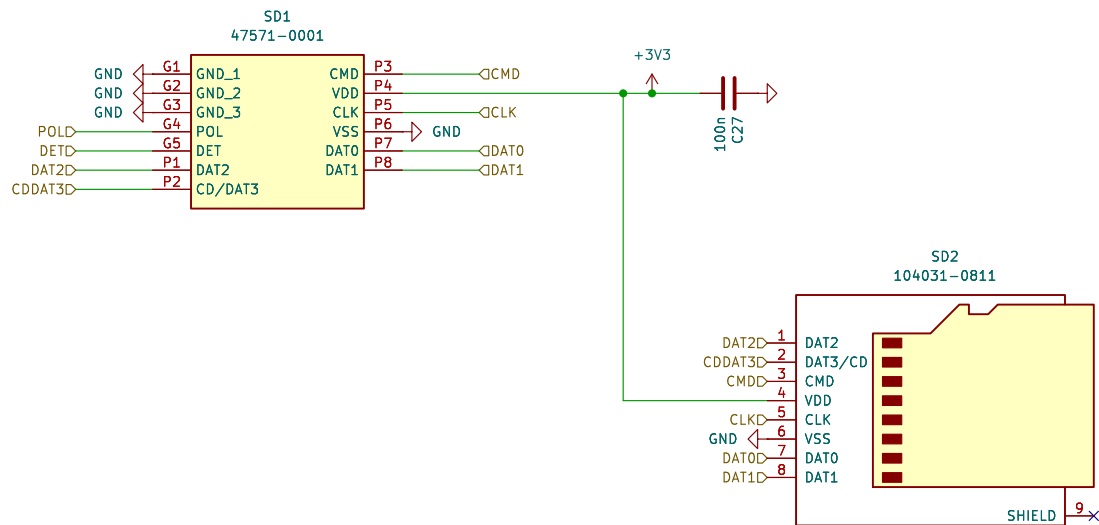 SD1
47571-0001
GND G1 GND_1 CMD P3 CMD
GND G2 GND_2 VDD P4
GND G3 GND_3 CLK P5 CLK
POL G4 POL VSS P6 GND
DET G5 DET DAT0 P7 DAT0
DAT2 P1 DAT2 DAT1 P8 DAT1
CDDAT3 P2 CD/DAT3
+3V3
100n
C27
SD2
104031-0811
DAT2 1 DAT2
CDDAT3 2 DAT3/CD
CMD 3 CMD
4 VDD
CLK 5 CLK
GND 6 VSS
DAT0 7 DAT0
DAT1 8 DAT1
SHIELD 9